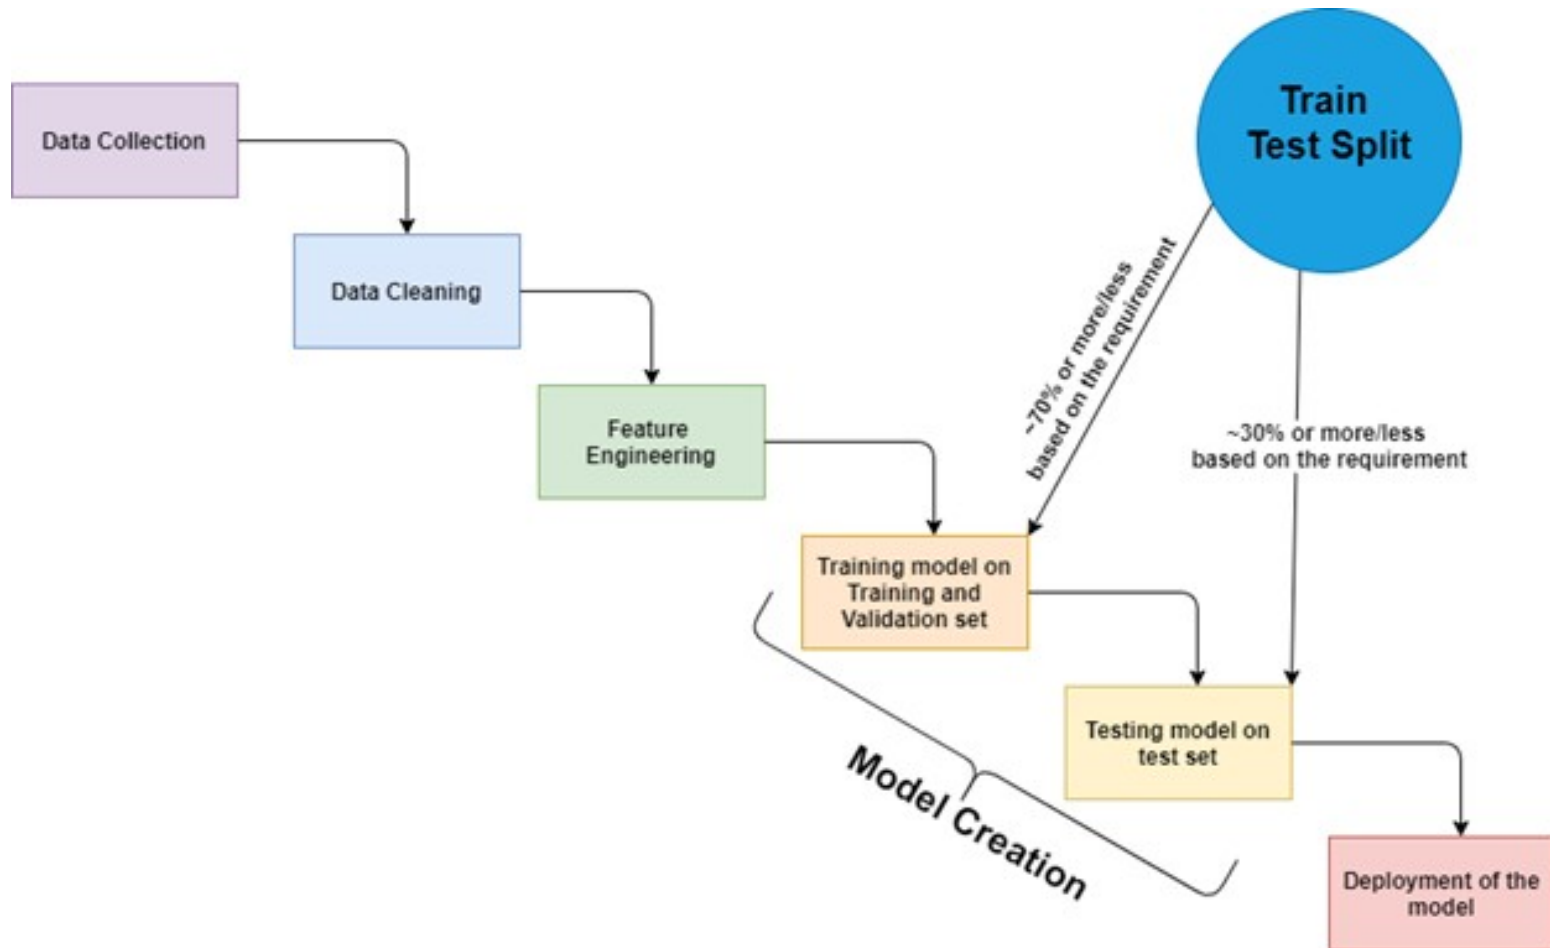 Data Collection
Train
Test Split
Data Cleaning
~70% or more/less
based on the requirement
Feature
Engineering
~30% or more/less
based on the requirement
Training model on
Training and
Validation set
Testing model on
test set
Model Creation
Deployment of the
model